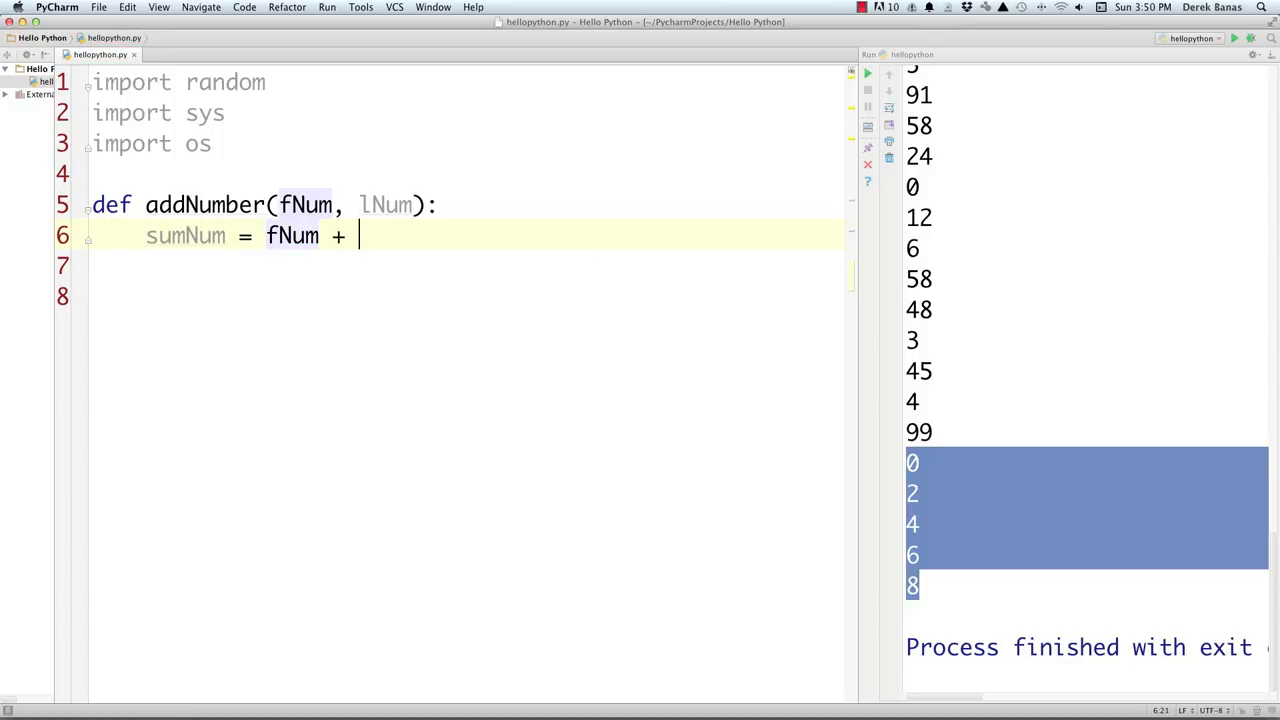 PyCharm File Edit View Navigate Code Refactor Run Tools VCS Window Help 10 Sun 3:50 PM Derek Banas
hellopython.py - Hello Python - [~/PycharmProjects/Hello Python]
Hello Python hellopython.py hellopython
hellopython.py Run hellopython
Hello P
hell
Extern
1 import random
2 import sys
3 import os
4
5 def addNumber(fNum, lNum):
6 sumNum = fNum +
7
8
91
58
24
0
12
6
58
48
3
45
4
99
0
2
4
6
8
Process finished with exit
6:21 LF UTF-8